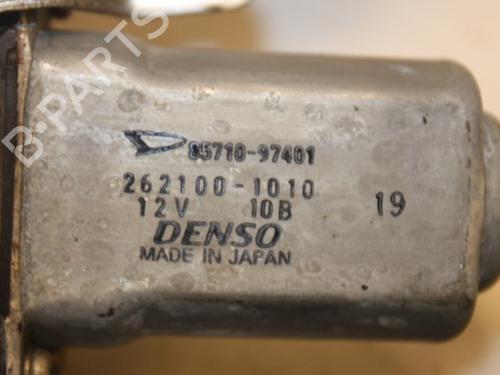 B-PARTS
85710-97401
262100-1010
12V 10B 19
DENSO
MADE IN JAPAN